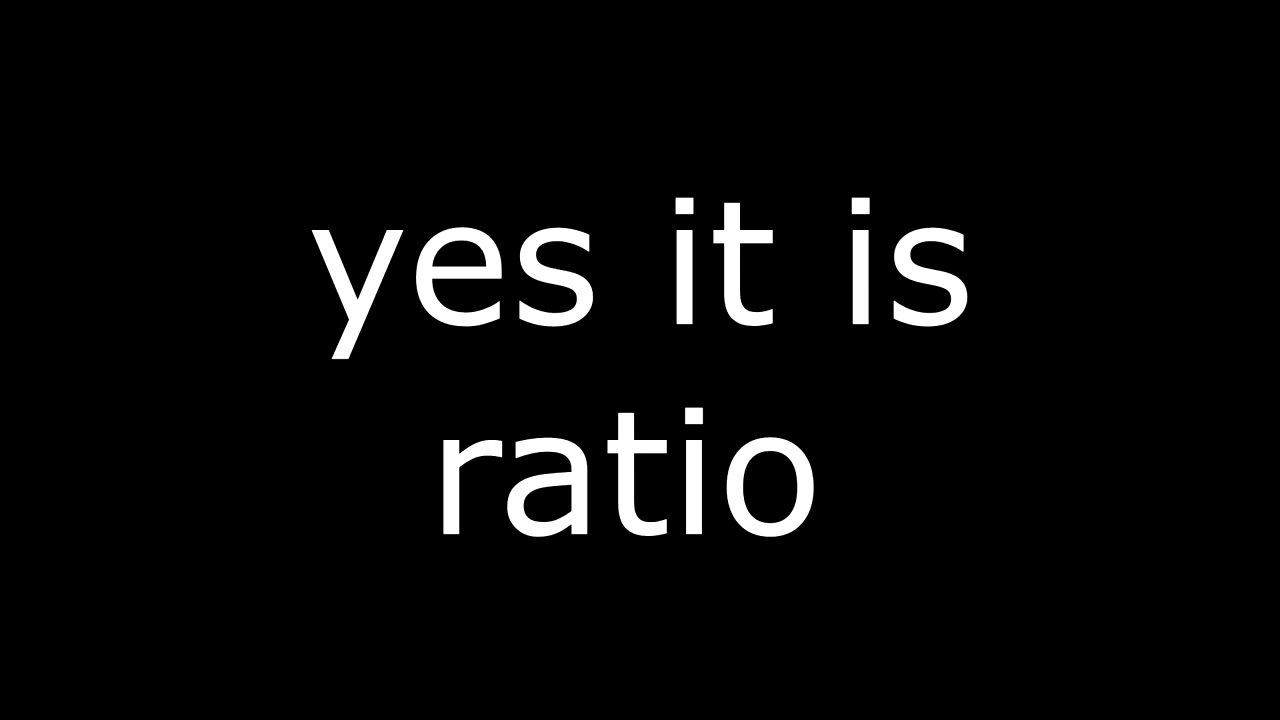 yes it is
ratio